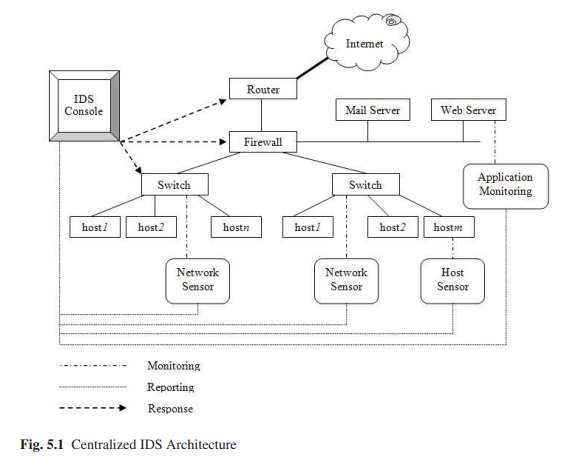 Internet
IDS
Console
Router
Mail Server
Web Server
Firewall
Application
Monitoring
Switch
Switch
host1
host2
hostn
host1
host2
hostm
Network
Sensor
Network
Sensor
Host
Sensor
Monitoring
Reporting
Response
Fig. 5.1 Centralized IDS Architecture